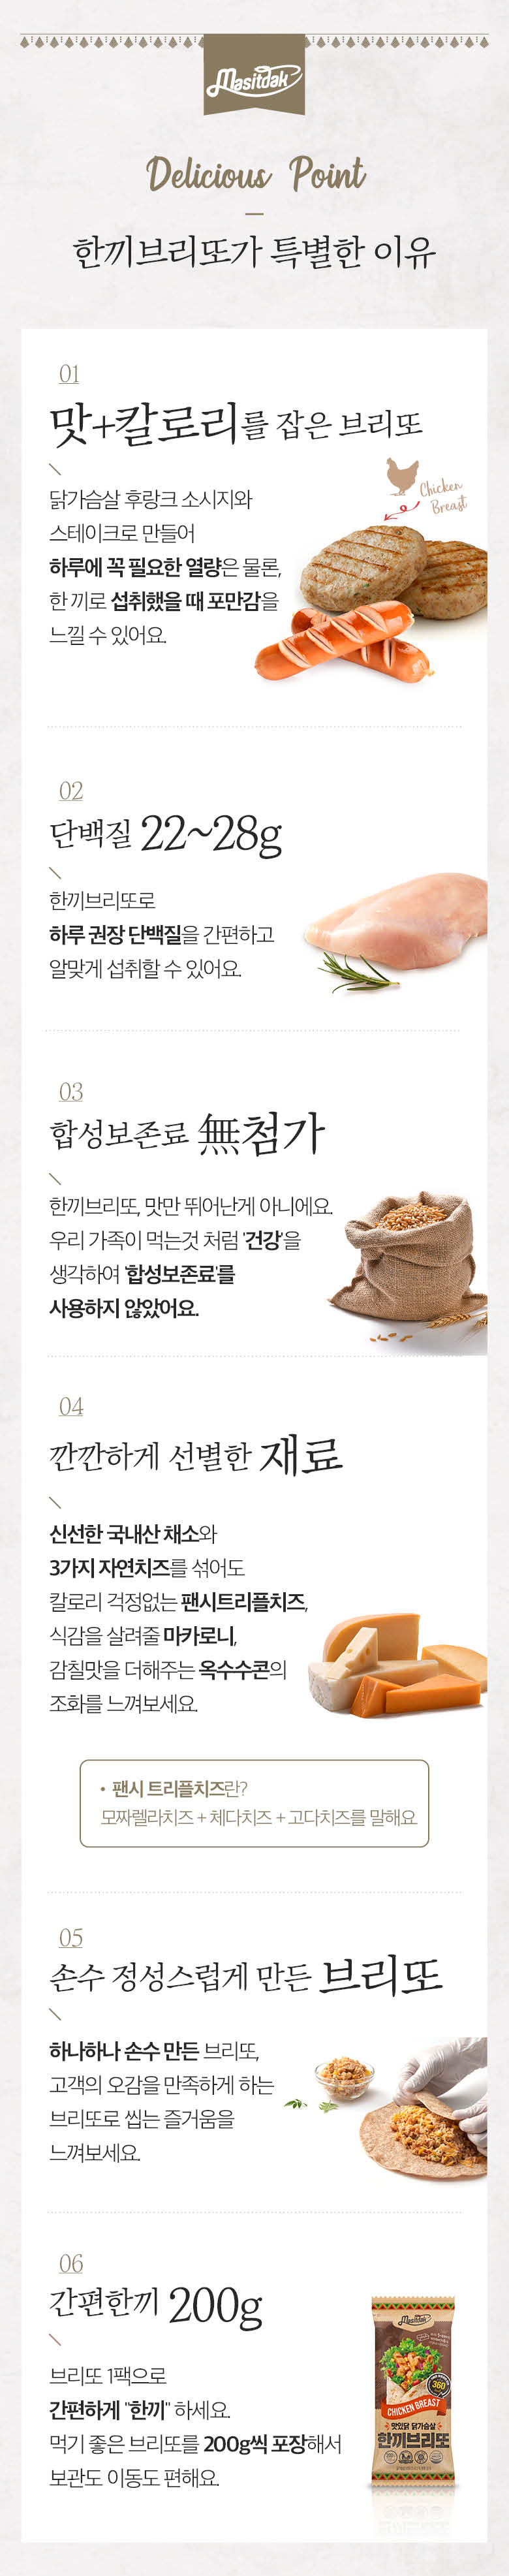 Masitdak
Delicious Point
한끼브리또가 특별한 이유
01
맛+칼로리를 잡은 브리또
Chicken
Breast
닭가슴살 후랑크 소시지와
스테이크로 만들어
하루에 꼭 필요한 열량은 물론,
한 끼로 섭취했을 때 포만감을
느낄 수 있어요.
02
단백질 22~28g
한끼브리또로
하루 권장 단백질을 간편하고
알맞게 섭취할 수 있어요.
03
합성보존료 無첨가
한끼브리또, 맛만 뛰어난게 아니에요.
우리 가족이 먹는것 처럼 '건강'을
생각하여 '합성보존료'를
사용하지 않았어요.
04
깐깐하게 선별한 재료
신선한 국내산 채소와
3가지 자연치즈를 섞어도
칼로리 걱정없는 팬시트리플치즈,
식감을 살려줄 마카로니,
감칠맛을 더해주는 옥수수콘의
조화를 느껴보세요.
• 팬시 트리플치즈란?
모짜렐라치즈 + 체다치즈 + 고다치즈를 말해요
05
손수 정성스럽게 만든 브리또
하나하나 손수 만든 브리또,
고객의 오감을 만족하게 하는
브리또로 씹는 즐거움을
느껴보세요.
06
간편한끼 200g
브리또 1팩으로
간편하게 "한끼" 하세요.
먹기 좋은 브리또를 200g씩 포장해서
보관도 이동도 편해요.
Masitdak
360
CHICKEN BREAST
맛있닭 닭가슴살
한끼브리또